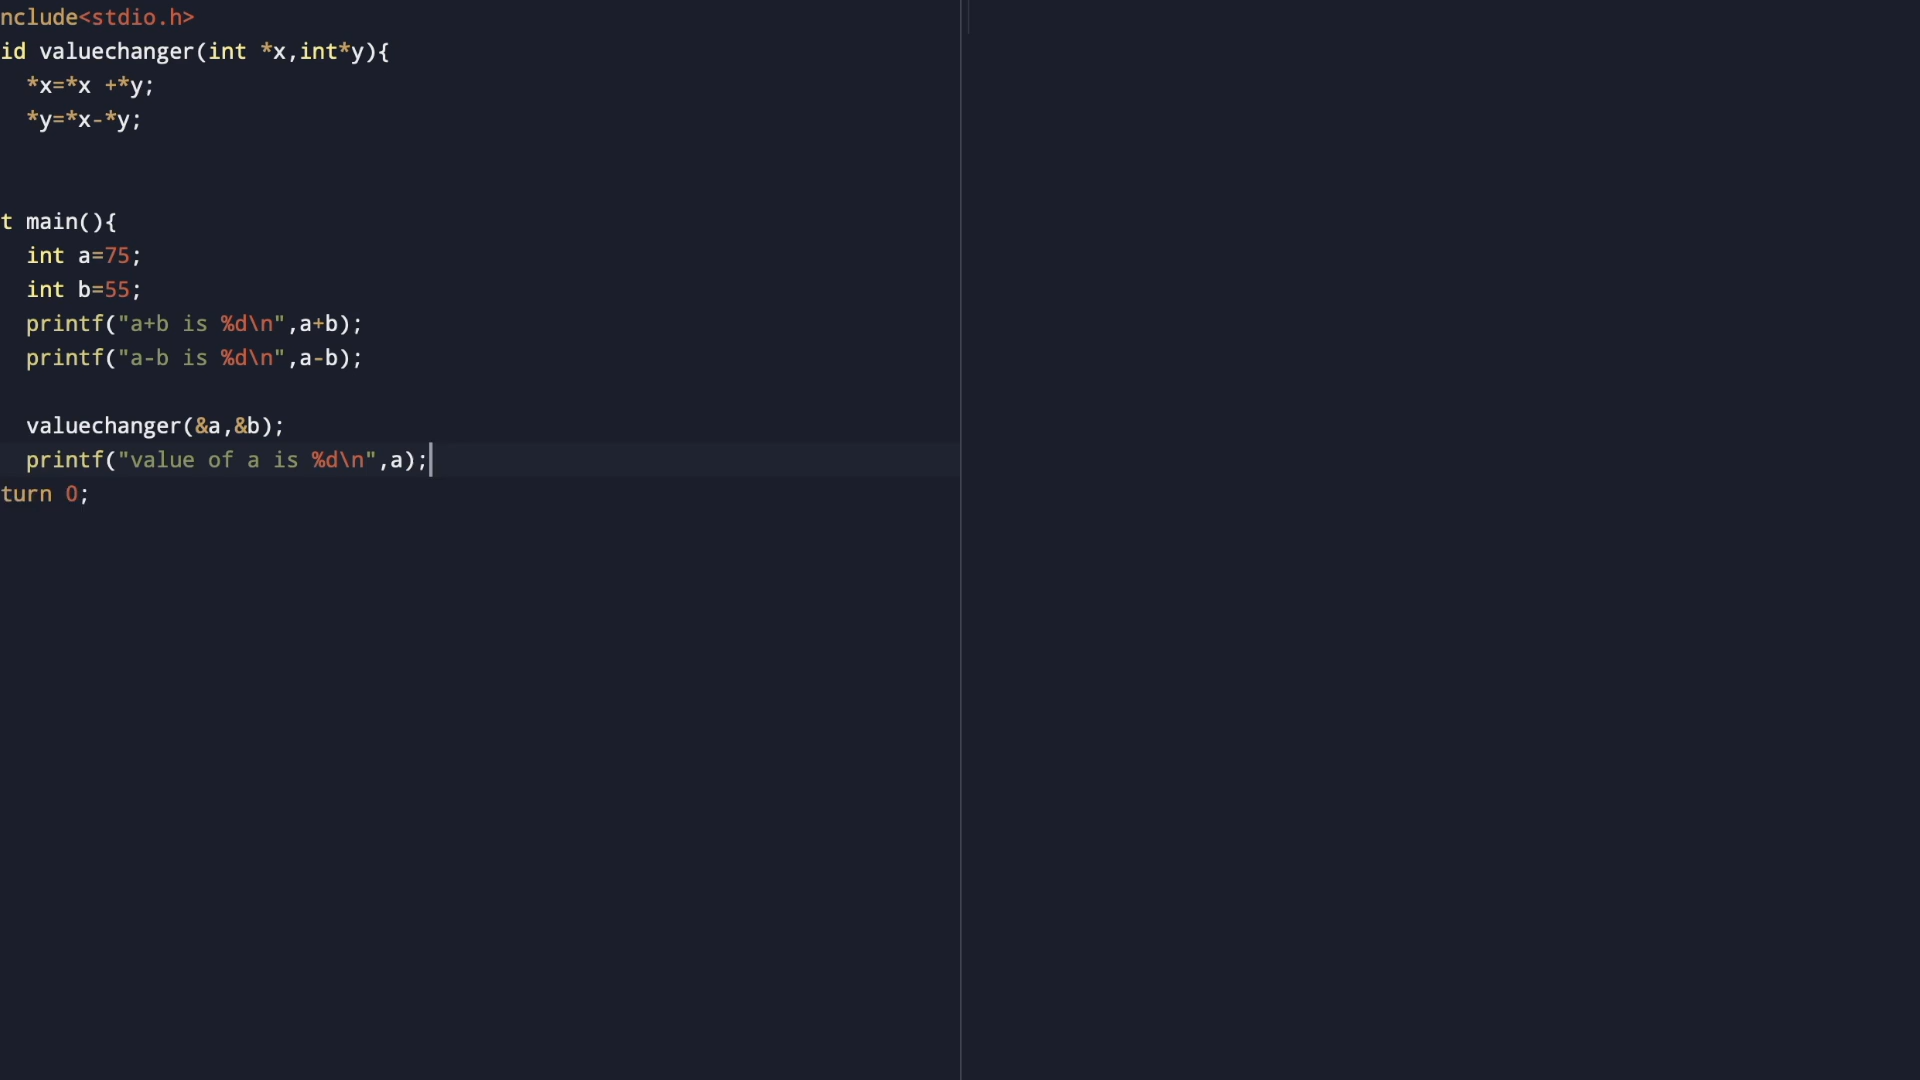 nclude<stdio.h>
id valuechanger(int *x,int*y){
*x=*x +*y;
*y=*x-*y;
t main(){
int a=75;
int b=55;
printf("a+b is %d\n",a+b);
printf("a-b is %d\n",a-b);
valuechanger(&a,&b);
printf("value of a is %d\n",a);
turn 0;